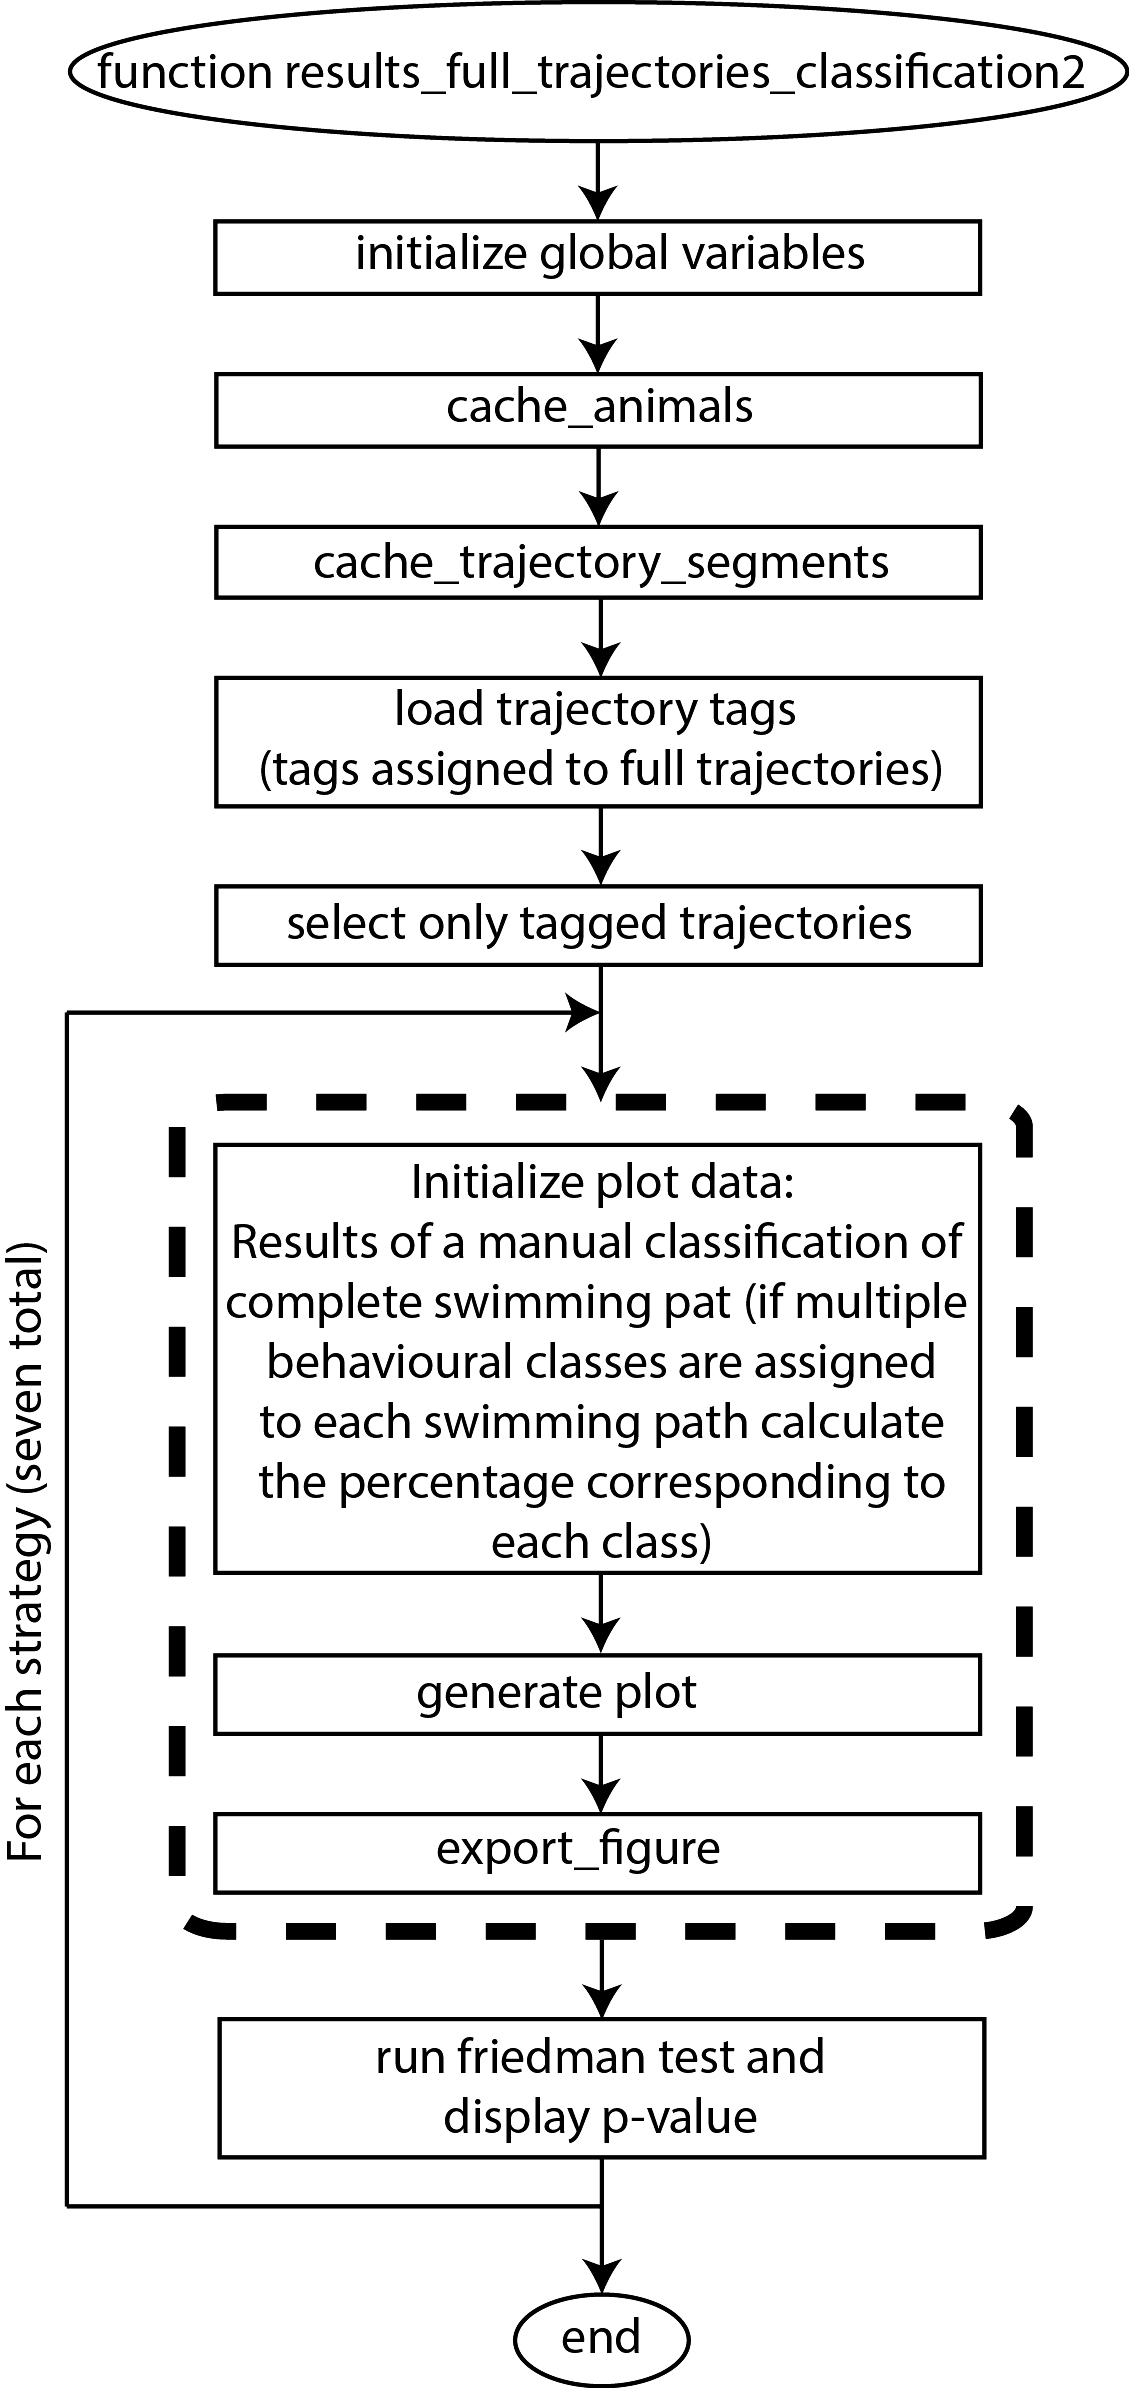 function results_full_trajectories_classification2
initialize global variables
cache_animals
cache_trajectory_segments
load trajectory tags
(tags assigned to full trajectories)
select only tagged trajectories
For each strategy (seven total)
Initialize plot data:
Results of a manual classification of
complete swimming pat (if multiple
behavioural classes are assigned
to each swimming path calculate
the percentage corresponding to
each class)
generate plot
export_figure
run friedman test and
display p-value
end